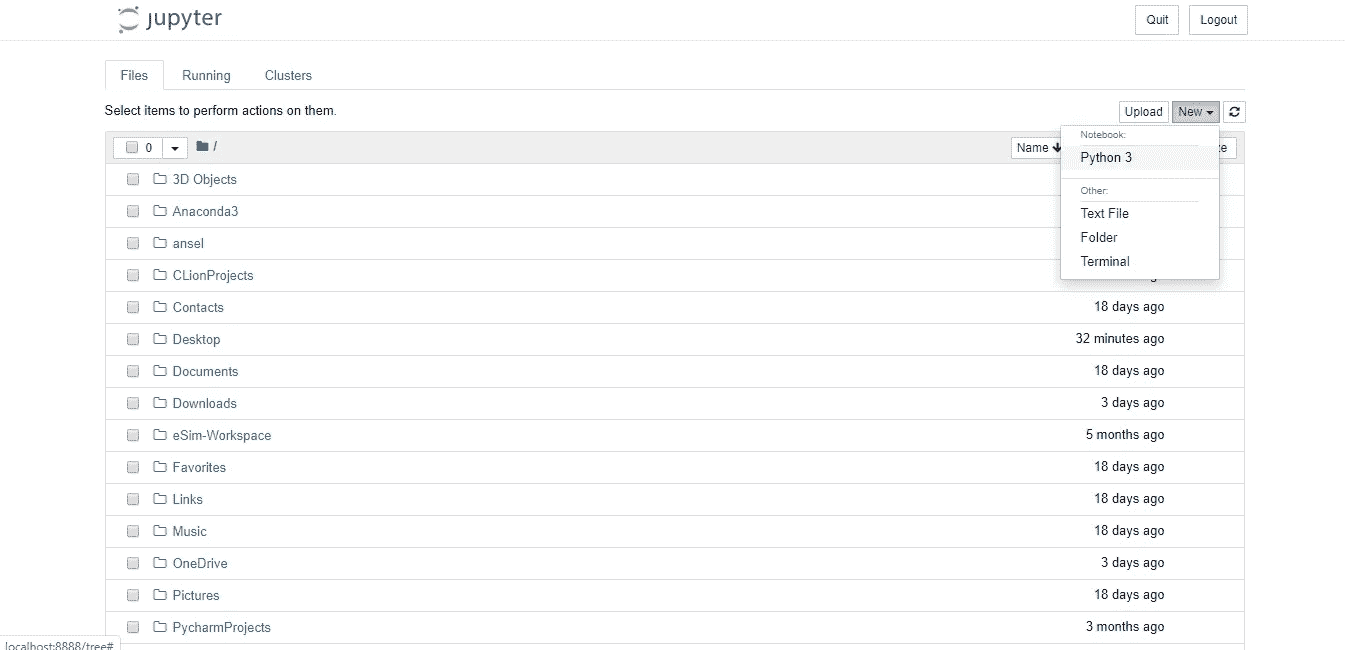 jupyter
Quit Logout
Files Running Clusters
Select items to perform actions on them.
Upload New
0 / Name
Notebook:
Python 3
Other:
Text File
Folder
Terminal
3D Objects
Anaconda3
ansel
CLionProjects
Contacts 18 days ago
Desktop 32 minutes ago
Documents 18 days ago
Downloads 3 days ago
eSim-Workspace 5 months ago
Favorites 18 days ago
Links 18 days ago
Music 18 days ago
OneDrive 3 days ago
Pictures 18 days ago
PycharmProjects 3 months ago
localhost:8888/tree#